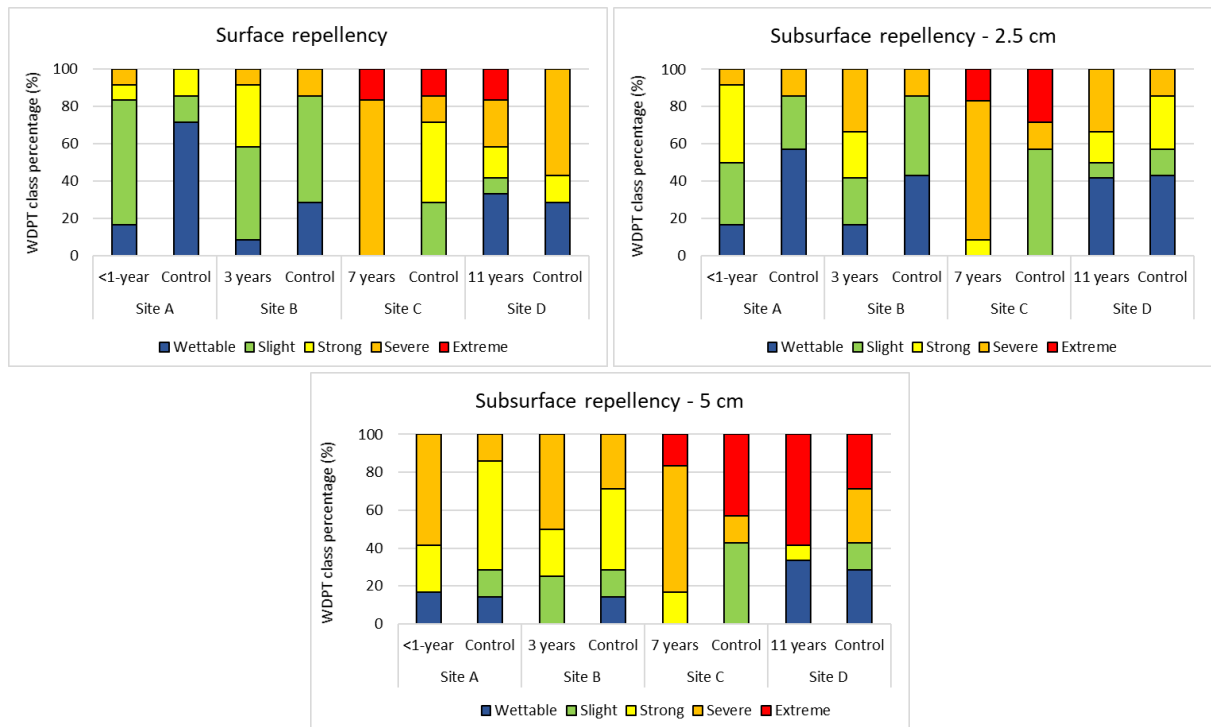 Surface repellency
WDPT class percentage (%)
100
80
60
40
20
0
<1-year Control 3 years Control 7 years Control 11 years Control
Site A Site B Site C Site D
Wettable Slight Strong Severe Extreme
Subsurface repellency - 2.5 cm
WDPT class percentage (%)
100
80
60
40
20
0
<1-year Control 3 years Control 7 years Control 11 years Control
Site A Site B Site C Site D
Wettable Slight Strong Severe Extreme
Subsurface repellency - 5 cm
WDPT class percentage (%)
100
80
60
40
20
0
<1-year Control 3 years Control 7 years Control 11 years Control
Site A Site B Site C Site D
Wettable Slight Strong Severe Extreme